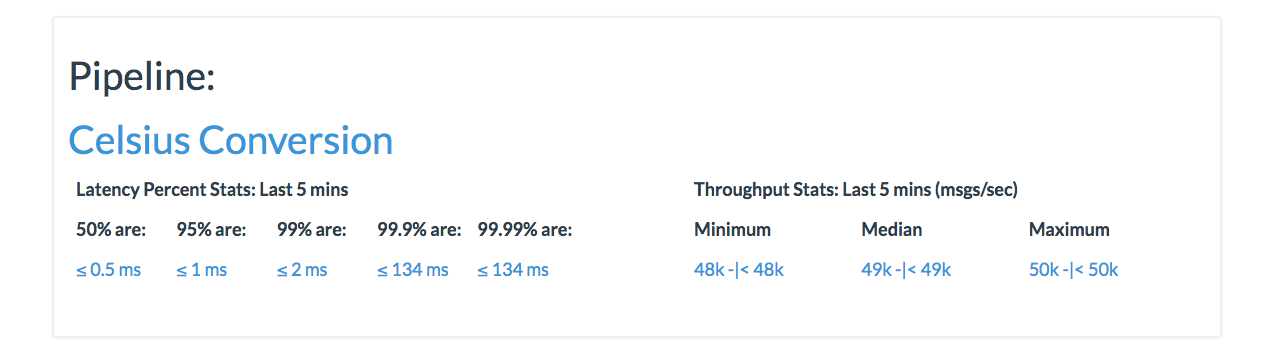 Pipeline:
Celsius Conversion
Latency Percent Stats: Last 5 mins
50% are: 95% are: 99% are: 99.9% are: 99.99% are:
≤ 0.5 ms ≤ 1 ms ≤ 2 ms ≤ 134 ms ≤ 134 ms
Throughput Stats: Last 5 mins (msgs/sec)
Minimum Median Maximum
48k -|< 48k 49k -|< 49k 50k -|< 50k